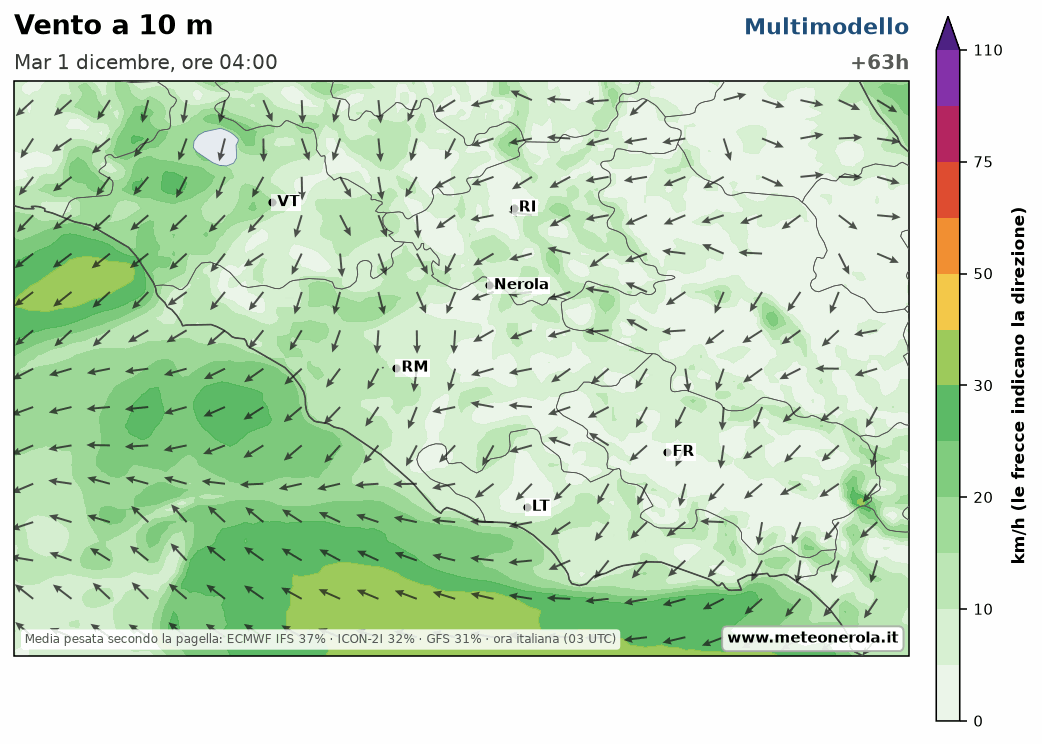 Vento a 10 m
Multimodello
Mar 1 dicembre, ore 04:00
+63h
110
75
50
30
20
10
0
km/h (le frecce indicano la direzione)
VT
RI
Nerola
RM
FR
LT
Media pesata secondo la pagella: ECMWF IFS 37% · ICON-2I 32% · GFS 31% · ora italiana (03 UTC)
www.meteonerola.it